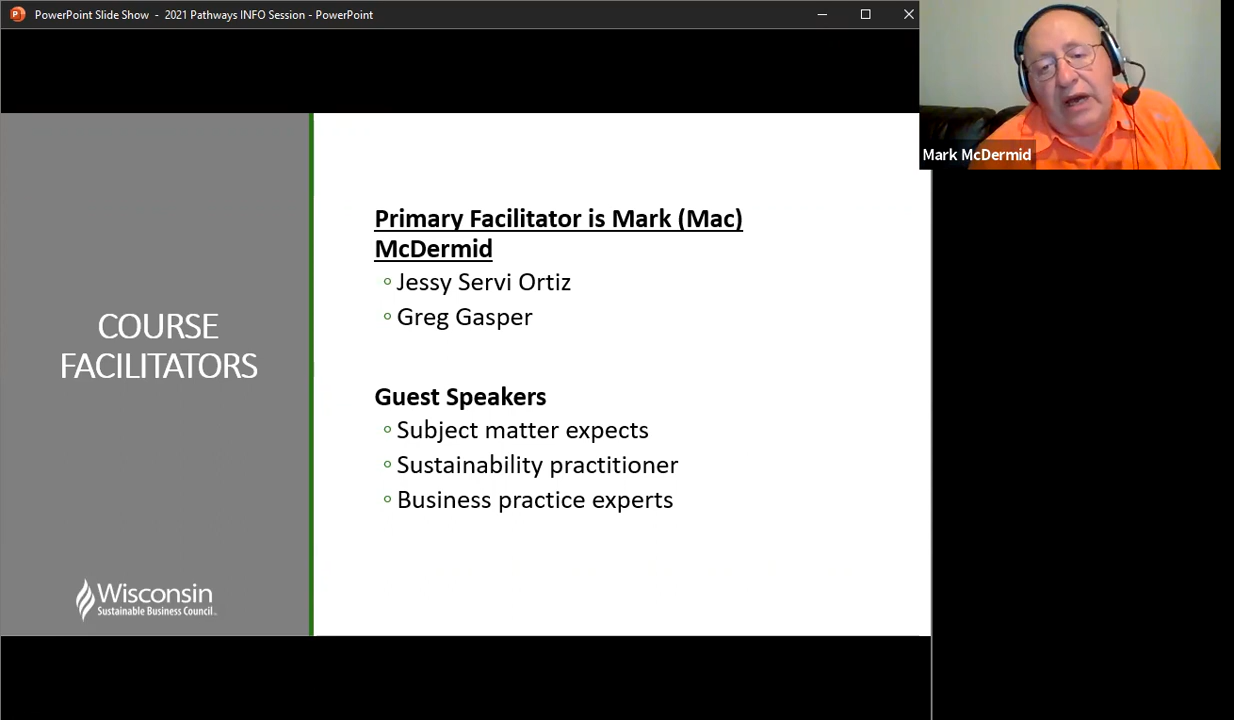 PowerPoint Slide Show - 2021 Pathways INFO Session - PowerPoint
Mark McDermid
Primary Facilitator is Mark (Mac)
McDermid
Jessy Servi Ortiz
Greg Gasper
COURSE
FACILITATORS
Guest Speakers
Subject matter expects
Sustainability practitioner
Business practice experts
Wisconsin
Sustainable Business Council